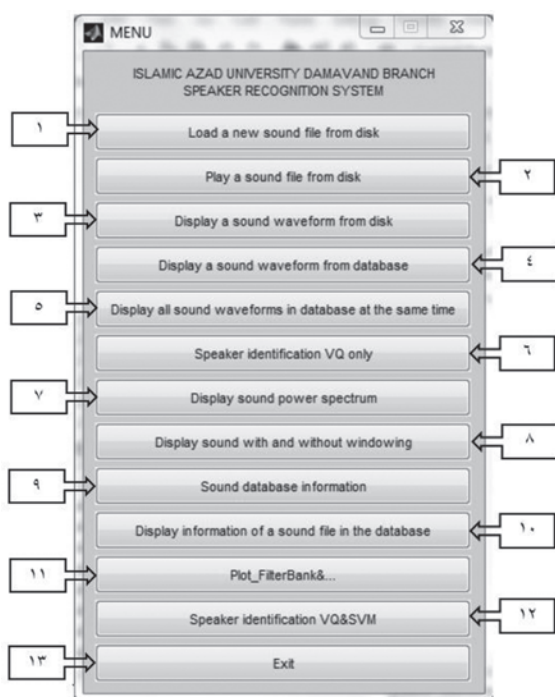 MENU
ISLAMIC AZAD UNIVERSITY DAMAVAND BRANCH
SPEAKER RECOGNITION SYSTEM
١
Load a new sound file from disk
Play a sound file from disk
٢
٣
Display a sound waveform from disk
Display a sound waveform from database
٤
٥
Display all sound waveforms in database at the same time
Speaker identification VQ only
٦
٧
Display sound power spectrum
Display sound with and without windowing
٨
٩
Sound database information
Display information of a sound file in the database
١٠
١١
Plot_FilterBank&...
Speaker identification VQ&SVM
١٢
١٣
Exit